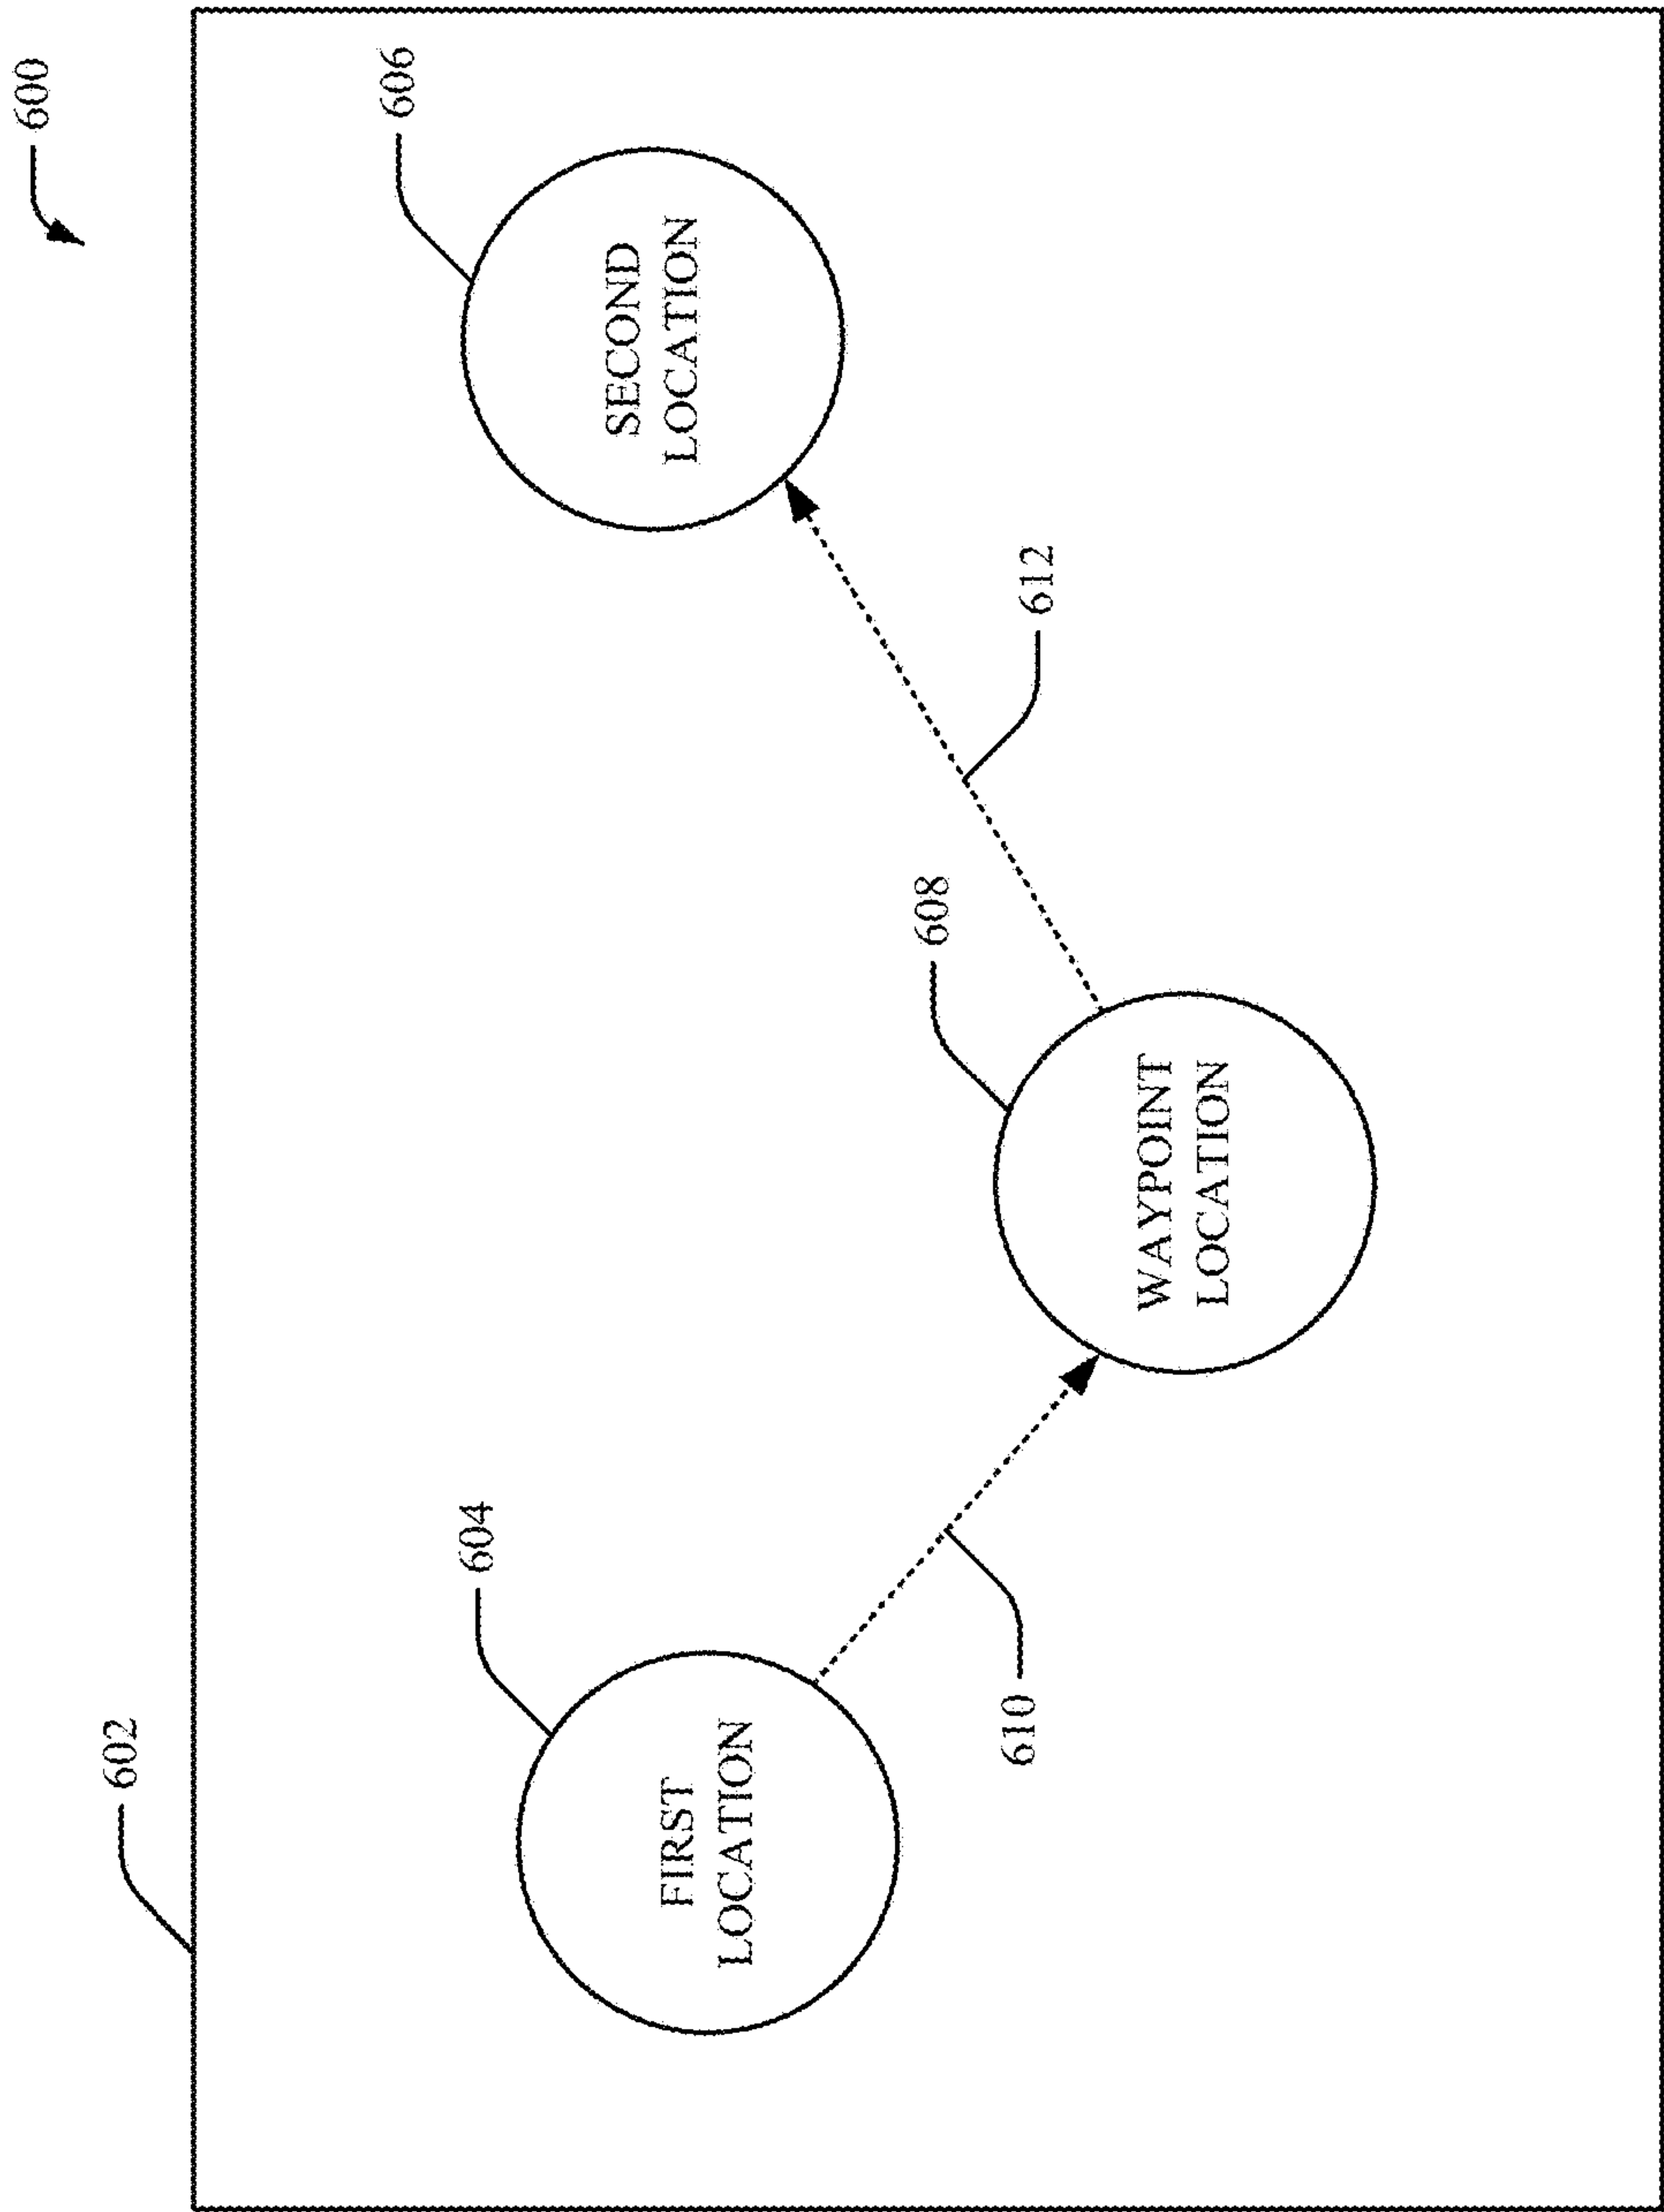 600
602
606
SECOND
LOCATION
604
FIRST
LOCATION
608
612
610
WAYPOINT
LOCATION